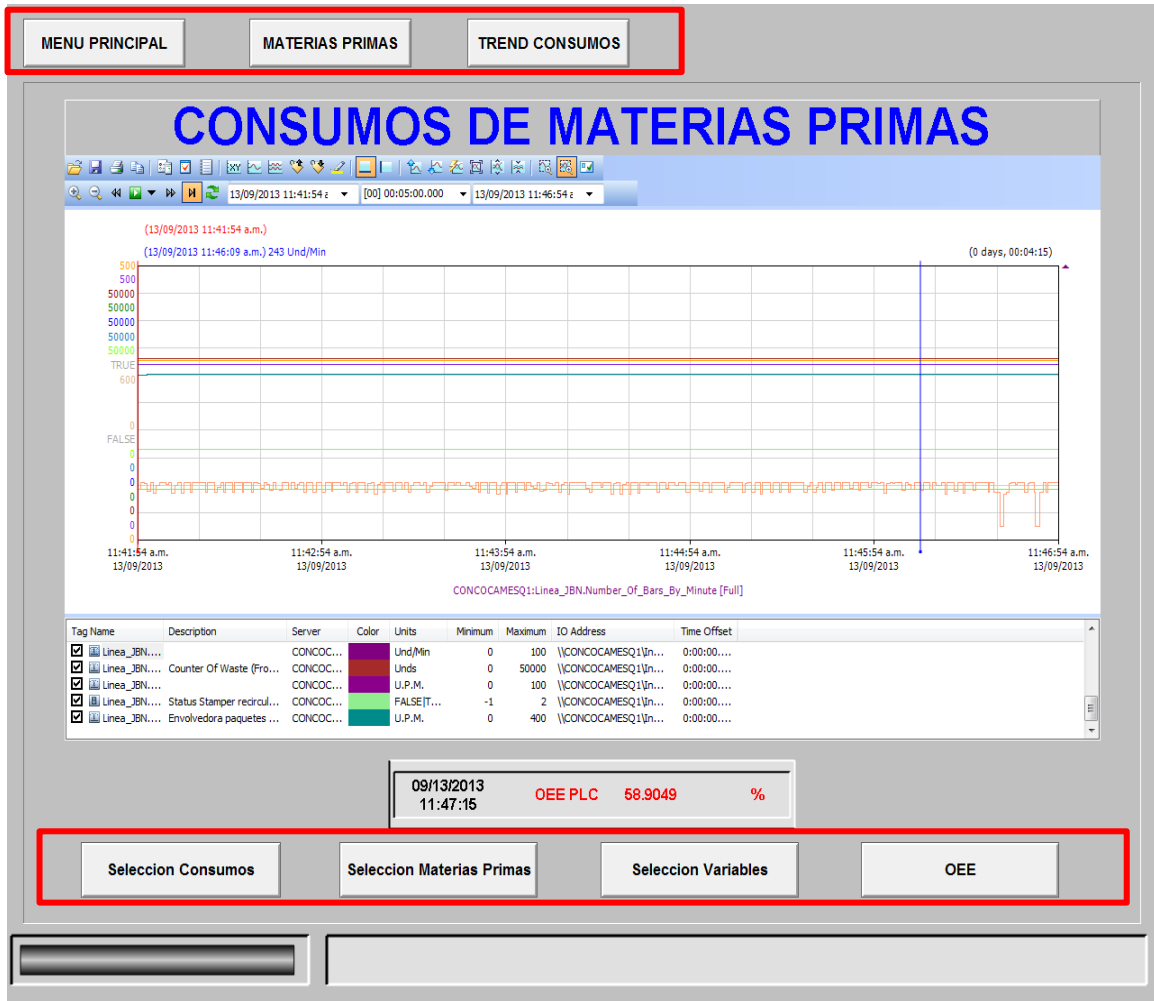 MENU PRINCIPAL MATERIAS PRIMAS TREND CONSUMOS
CONSUMOS DE MATERIAS PRIMAS
13/09/2013 11:41:54 a [00] 00:05:00.000 13/09/2013 11:46:54 a
(13/09/2013 11:41:54 a.m.)
(13/09/2013 11:46:09 a.m.) 243 Und/Min (0 days, 00:04:15)
500
500
50000
50000
50000
50000
50000
TRUE
600
0
FALSE
0
0
0
0
0
0
0
11:41:54 a.m. 11:42:54 a.m. 11:43:54 a.m. 11:44:54 a.m. 11:45:54 a.m. 11:46:54 a.m.
13/09/2013 13/09/2013 13/09/2013 13/09/2013 13/09/2013 13/09/2013
CONCOCAMESQ1:Linea_JBN.Number_Of_Bars_By_Minute [Full]
Tag Name Description Server Color Units Minimum Maximum IO Address Time Offset
Linea_JBN.... CONCOC... Und/Min 0 100 \\CONCOCAMESQ1\In... 0:00:00....
Linea_JBN.... Counter Of Waste (Fro... CONCOC... Unds 0 50000 \\CONCOCAMESQ1\In... 0:00:00....
Linea_JBN.... CONCOC... U.P.M. 0 100 \\CONCOCAMESQ1\In... 0:00:00....
Linea_JBN.... Status Stamper recircul... CONCOC... FALSE|T... -1 2 \\CONCOCAMESQ1\In... 0:00:00....
Linea_JBN.... Envolvedora paquetes ... CONCOC... U.P.M. 0 400 \\CONCOCAMESQ1\In... 0:00:00....
09/13/2013
11:47:15 OEE PLC 58.9049 %
Seleccion Consumos Seleccion Materias Primas Seleccion Variables OEE